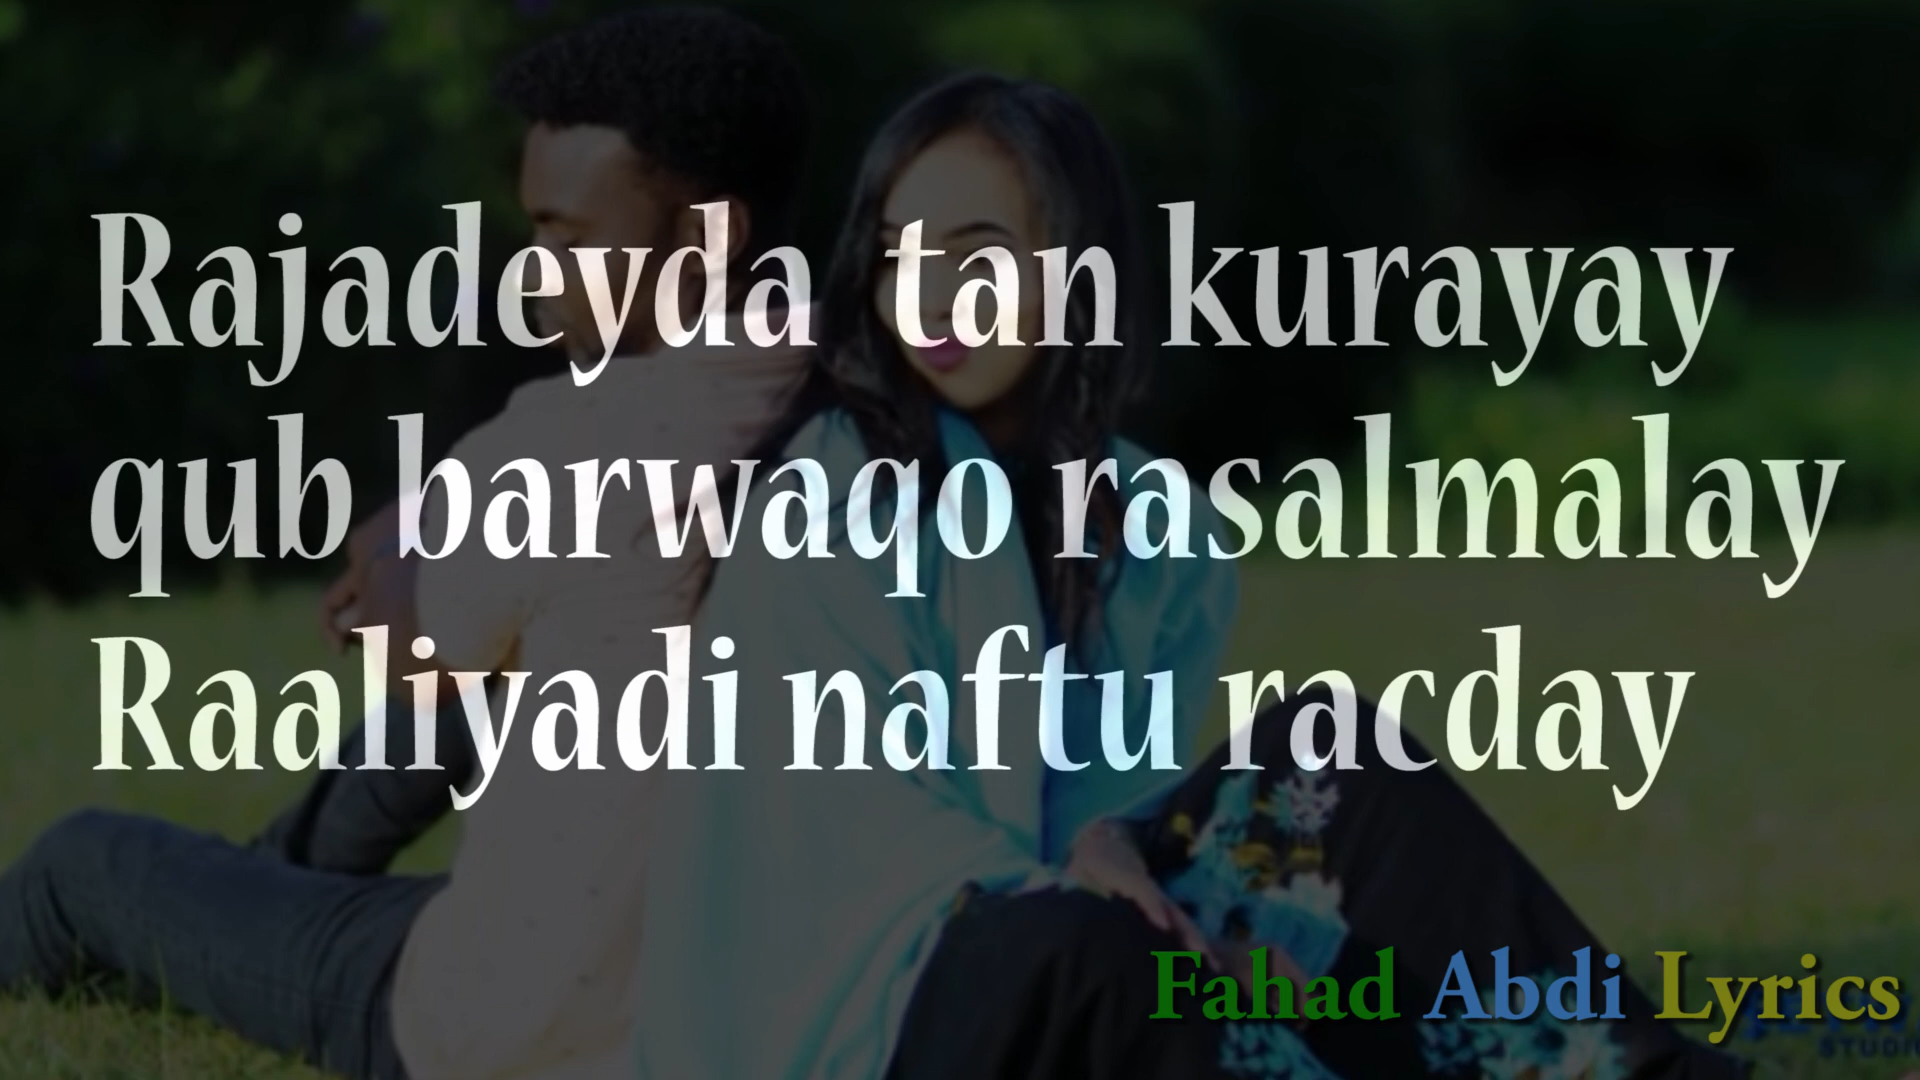 Rajadeyda tan kurayay
qub barwaqo rasalmalay
Raaliyadi naftu racday
Fahad Abdi Lyrics